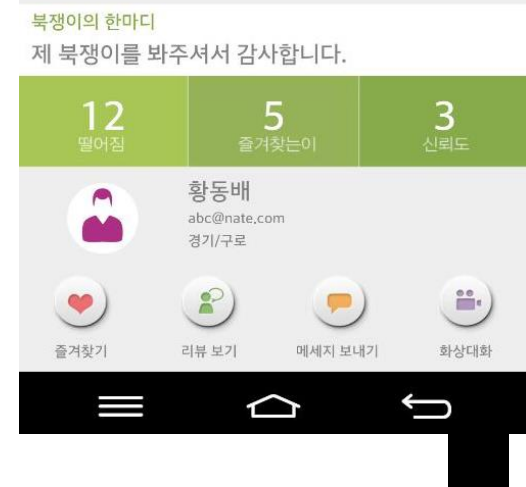 북쟁이의 한마디
제 북쟁이를 봐주셔서 감사합니다.
12 5 3
떨어짐 즐겨찾는이 신뢰도
황동배
abc@nate.com
경기/구로
즐겨찾기 리뷰 보기 메세지 보내기 화상대화